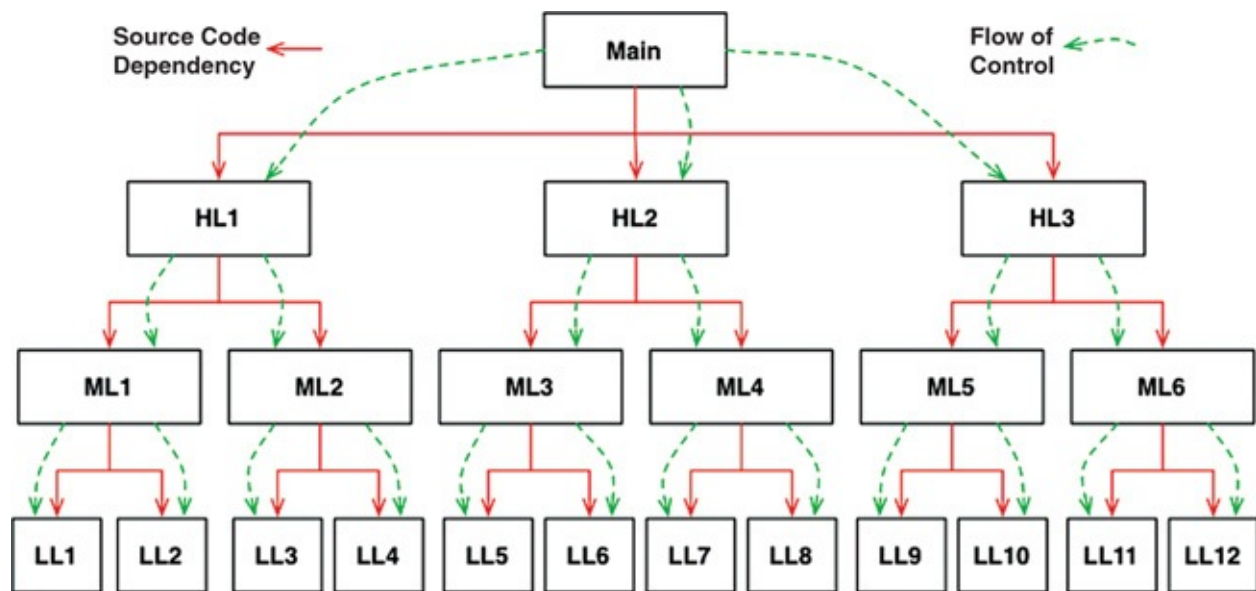 Source Code
Dependency
Main
Flow of
Control
HL1
HL2
HL3
ML1
ML2
ML3
ML4
ML5
ML6
LL1
LL2
LL3
LL4
LL5
LL6
LL7
LL8
LL9
LL10
LL11
LL12